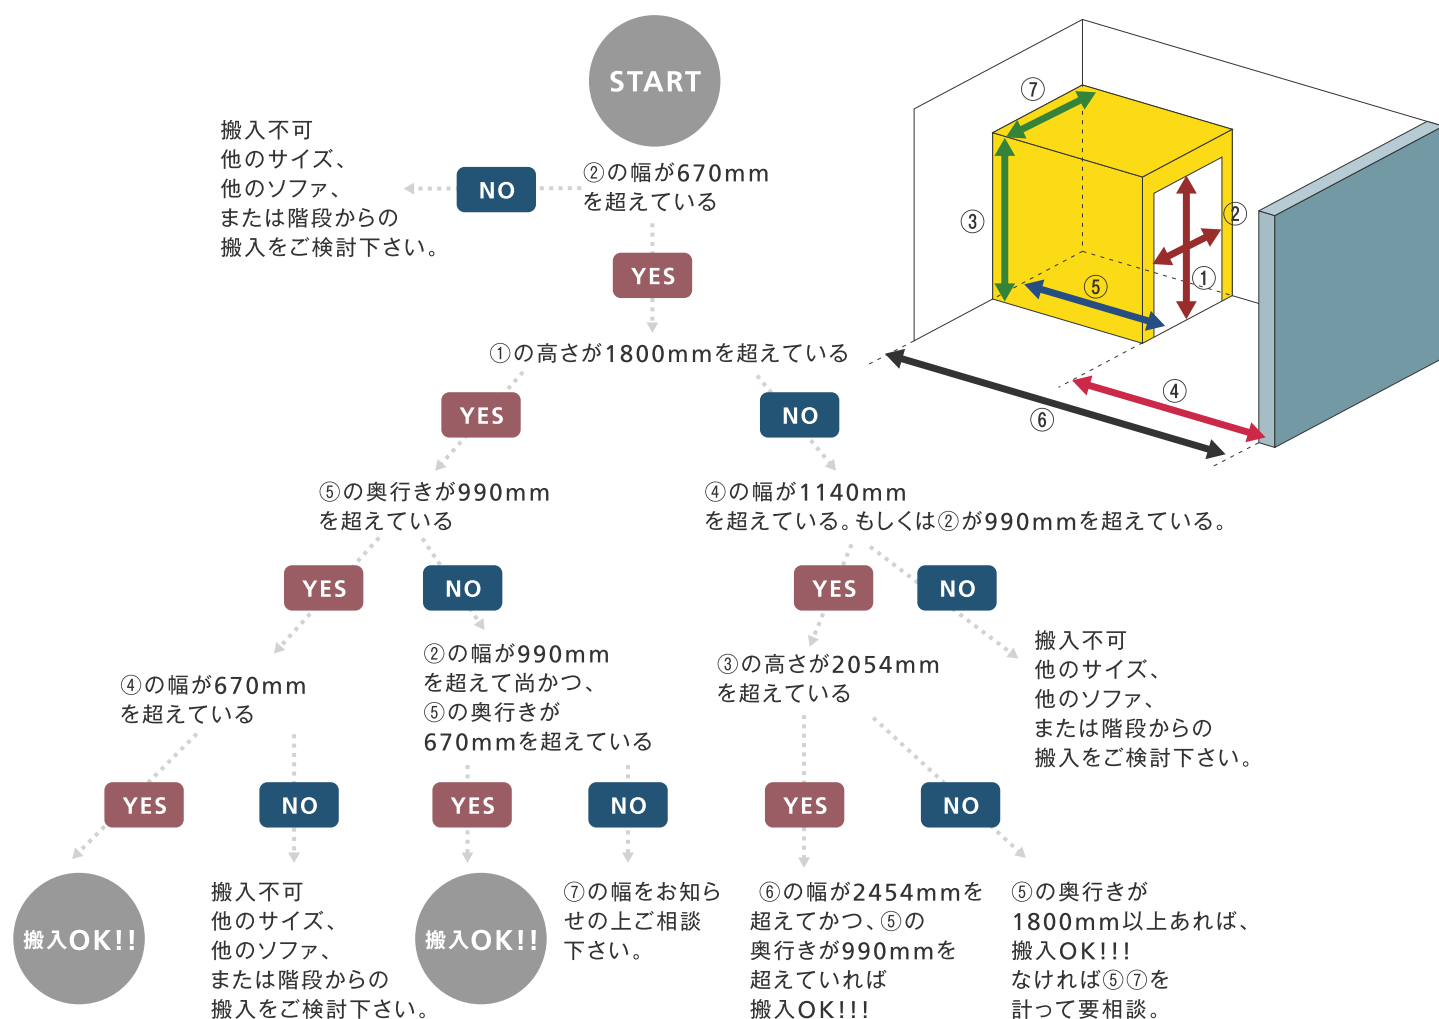 START
②の幅が670mm
を超えている
NO
搬入不可
他のサイズ、
他のソファ、
または階段からの
搬入をご検討下さい。
YES
①の高さが1800mmを超えている
YES
NO
⑤の奥行きが990mm
を超えている
④の幅が1140mm
を超えている。もしくは②が990mmを超えている。
YES
NO
YES
NO
④の幅が670mm
を超えている
②の幅が990mm
を超えて尚かつ、
⑤の奥行きが
670mmを超えている
③の高さが2054mm
を超えている
搬入不可
他のサイズ、
他のソファ、
または階段からの
搬入をご検討下さい。
YES
NO
YES
NO
YES
NO
搬入OK!!
搬入不可
他のサイズ、
他のソファ、
または階段からの
搬入をご検討下さい。
搬入OK!!
⑦の幅をお知ら
せの上ご相談
下さい。
⑥の幅が2454mmを
超えてかつ、⑤の
奥行きが990mmを
超えていれば
搬入OK!!!
⑤の奥行きが
1800mm以上あれば、
搬入OK!!!
なければ⑤⑦を
計って要相談。
⑦
③
②
①
⑤
④
⑥